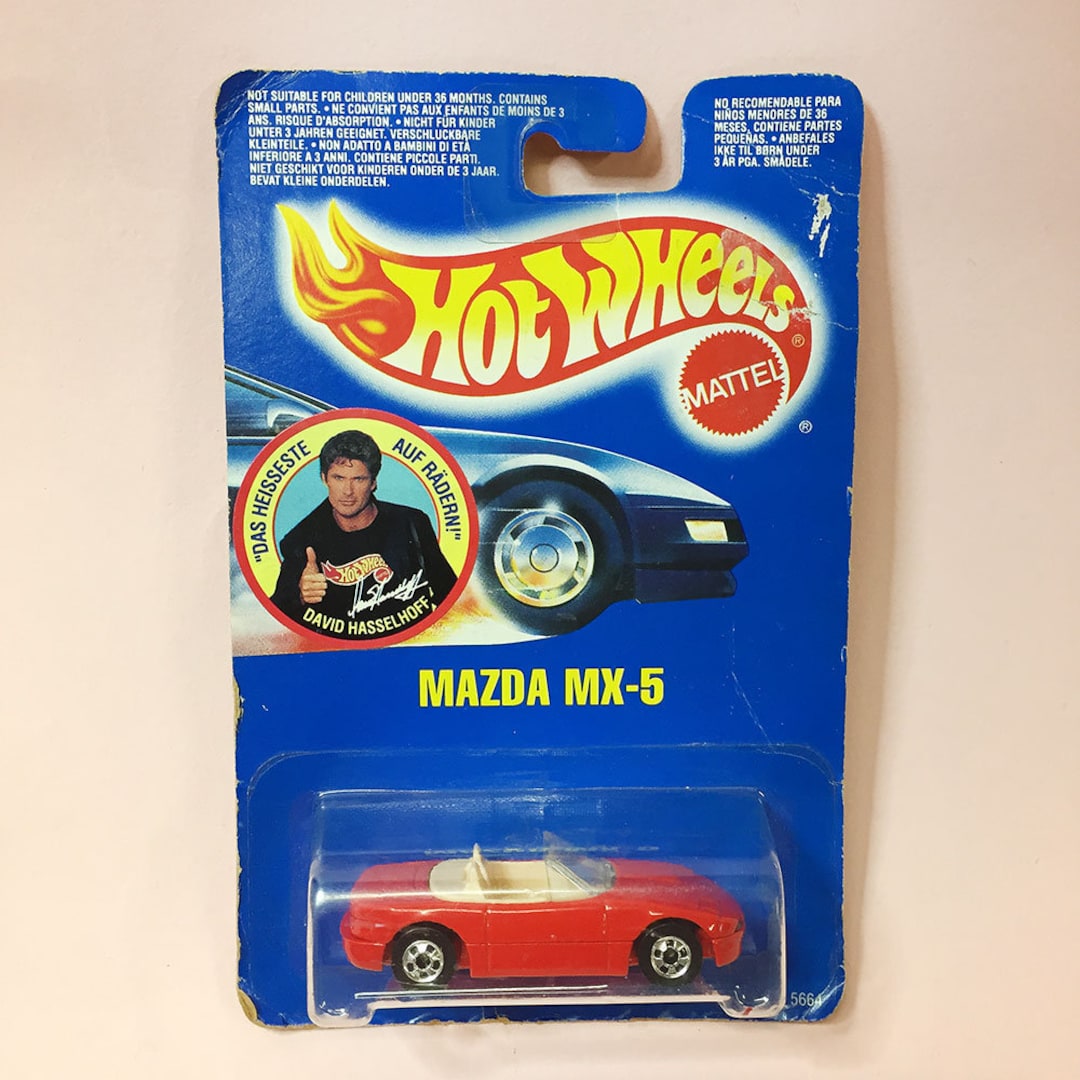 NOT SUITABLE FOR CHILDREN UNDER 36 MONTHS. CONTAINS
SMALL PARTS. • NE CONVIENT PAS AUX ENFANTS DE MOINS DE 3
ANS. RISQUE D'ABSORPTION. • NICHT FÜR KINDER
UNTER 3 JAHREN GEEIGNET. VERSCHLUCKBARE
KLEINTEILE. • NON ADATTO A BAMBINI DI ETÀ
INFERIORE A 3 ANNI. CONTIENE PICCOLE PARTI.
NIET GESCHIKT VOOR KINDEREN ONDER DE 3 JAAR.
BEVAT KLEINE ONDERDELEN.
NO RECOMENDABLE PARA
NIÑOS MENORES DE 36
MESES, CONTIENE PARTES
PEQUEÑAS. • ANBEFALES
IKKE TIL BØRN UNDER
3 ÅR PGA. SMÅDELE.
HOT WHEELS ®
MATTEL
®
"DAS HEISSESTE AUF RÄDERN!"
HOT WHEELS
DAVID HASSELHOFF
MAZDA MX-5
5664